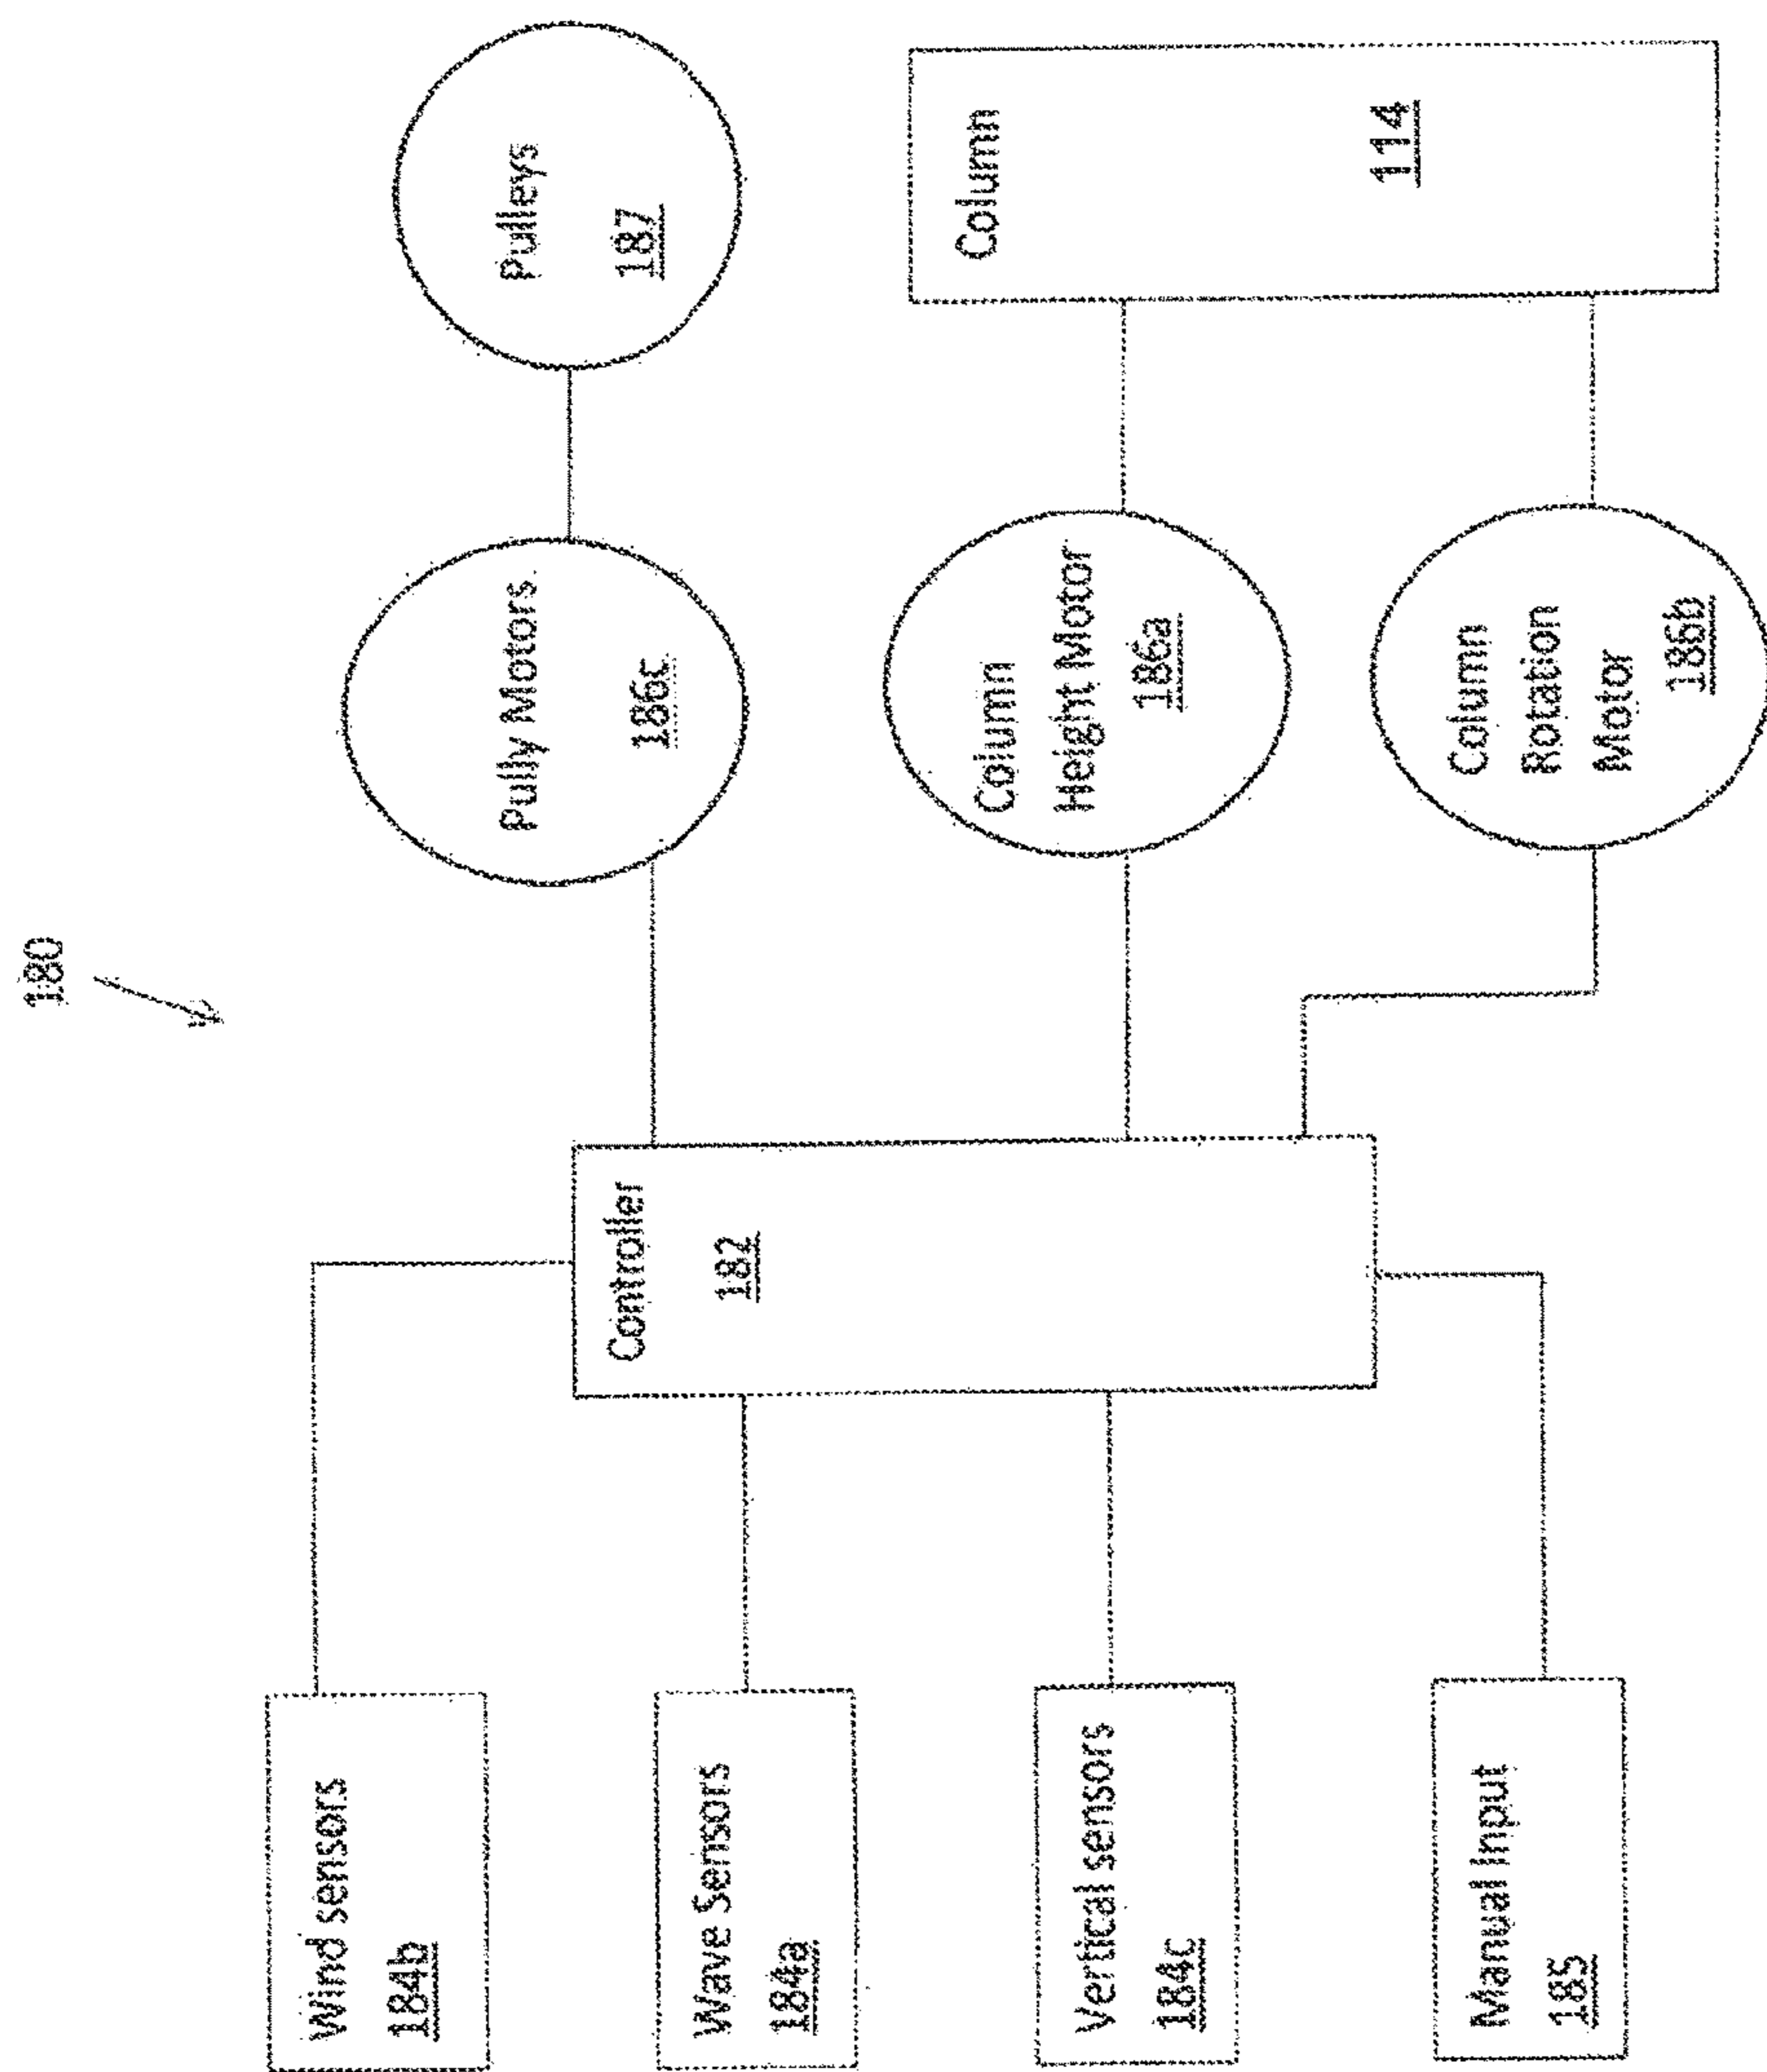 180
Wind sensors
184b
Wave Sensors
184a
Vertical sensors
184c
Manual Input
185
Controller
182
Pully Motors
186c
Column
Height Motor
186a
Column
Rotation
Motor
186b
Pulleys
187
Column
114